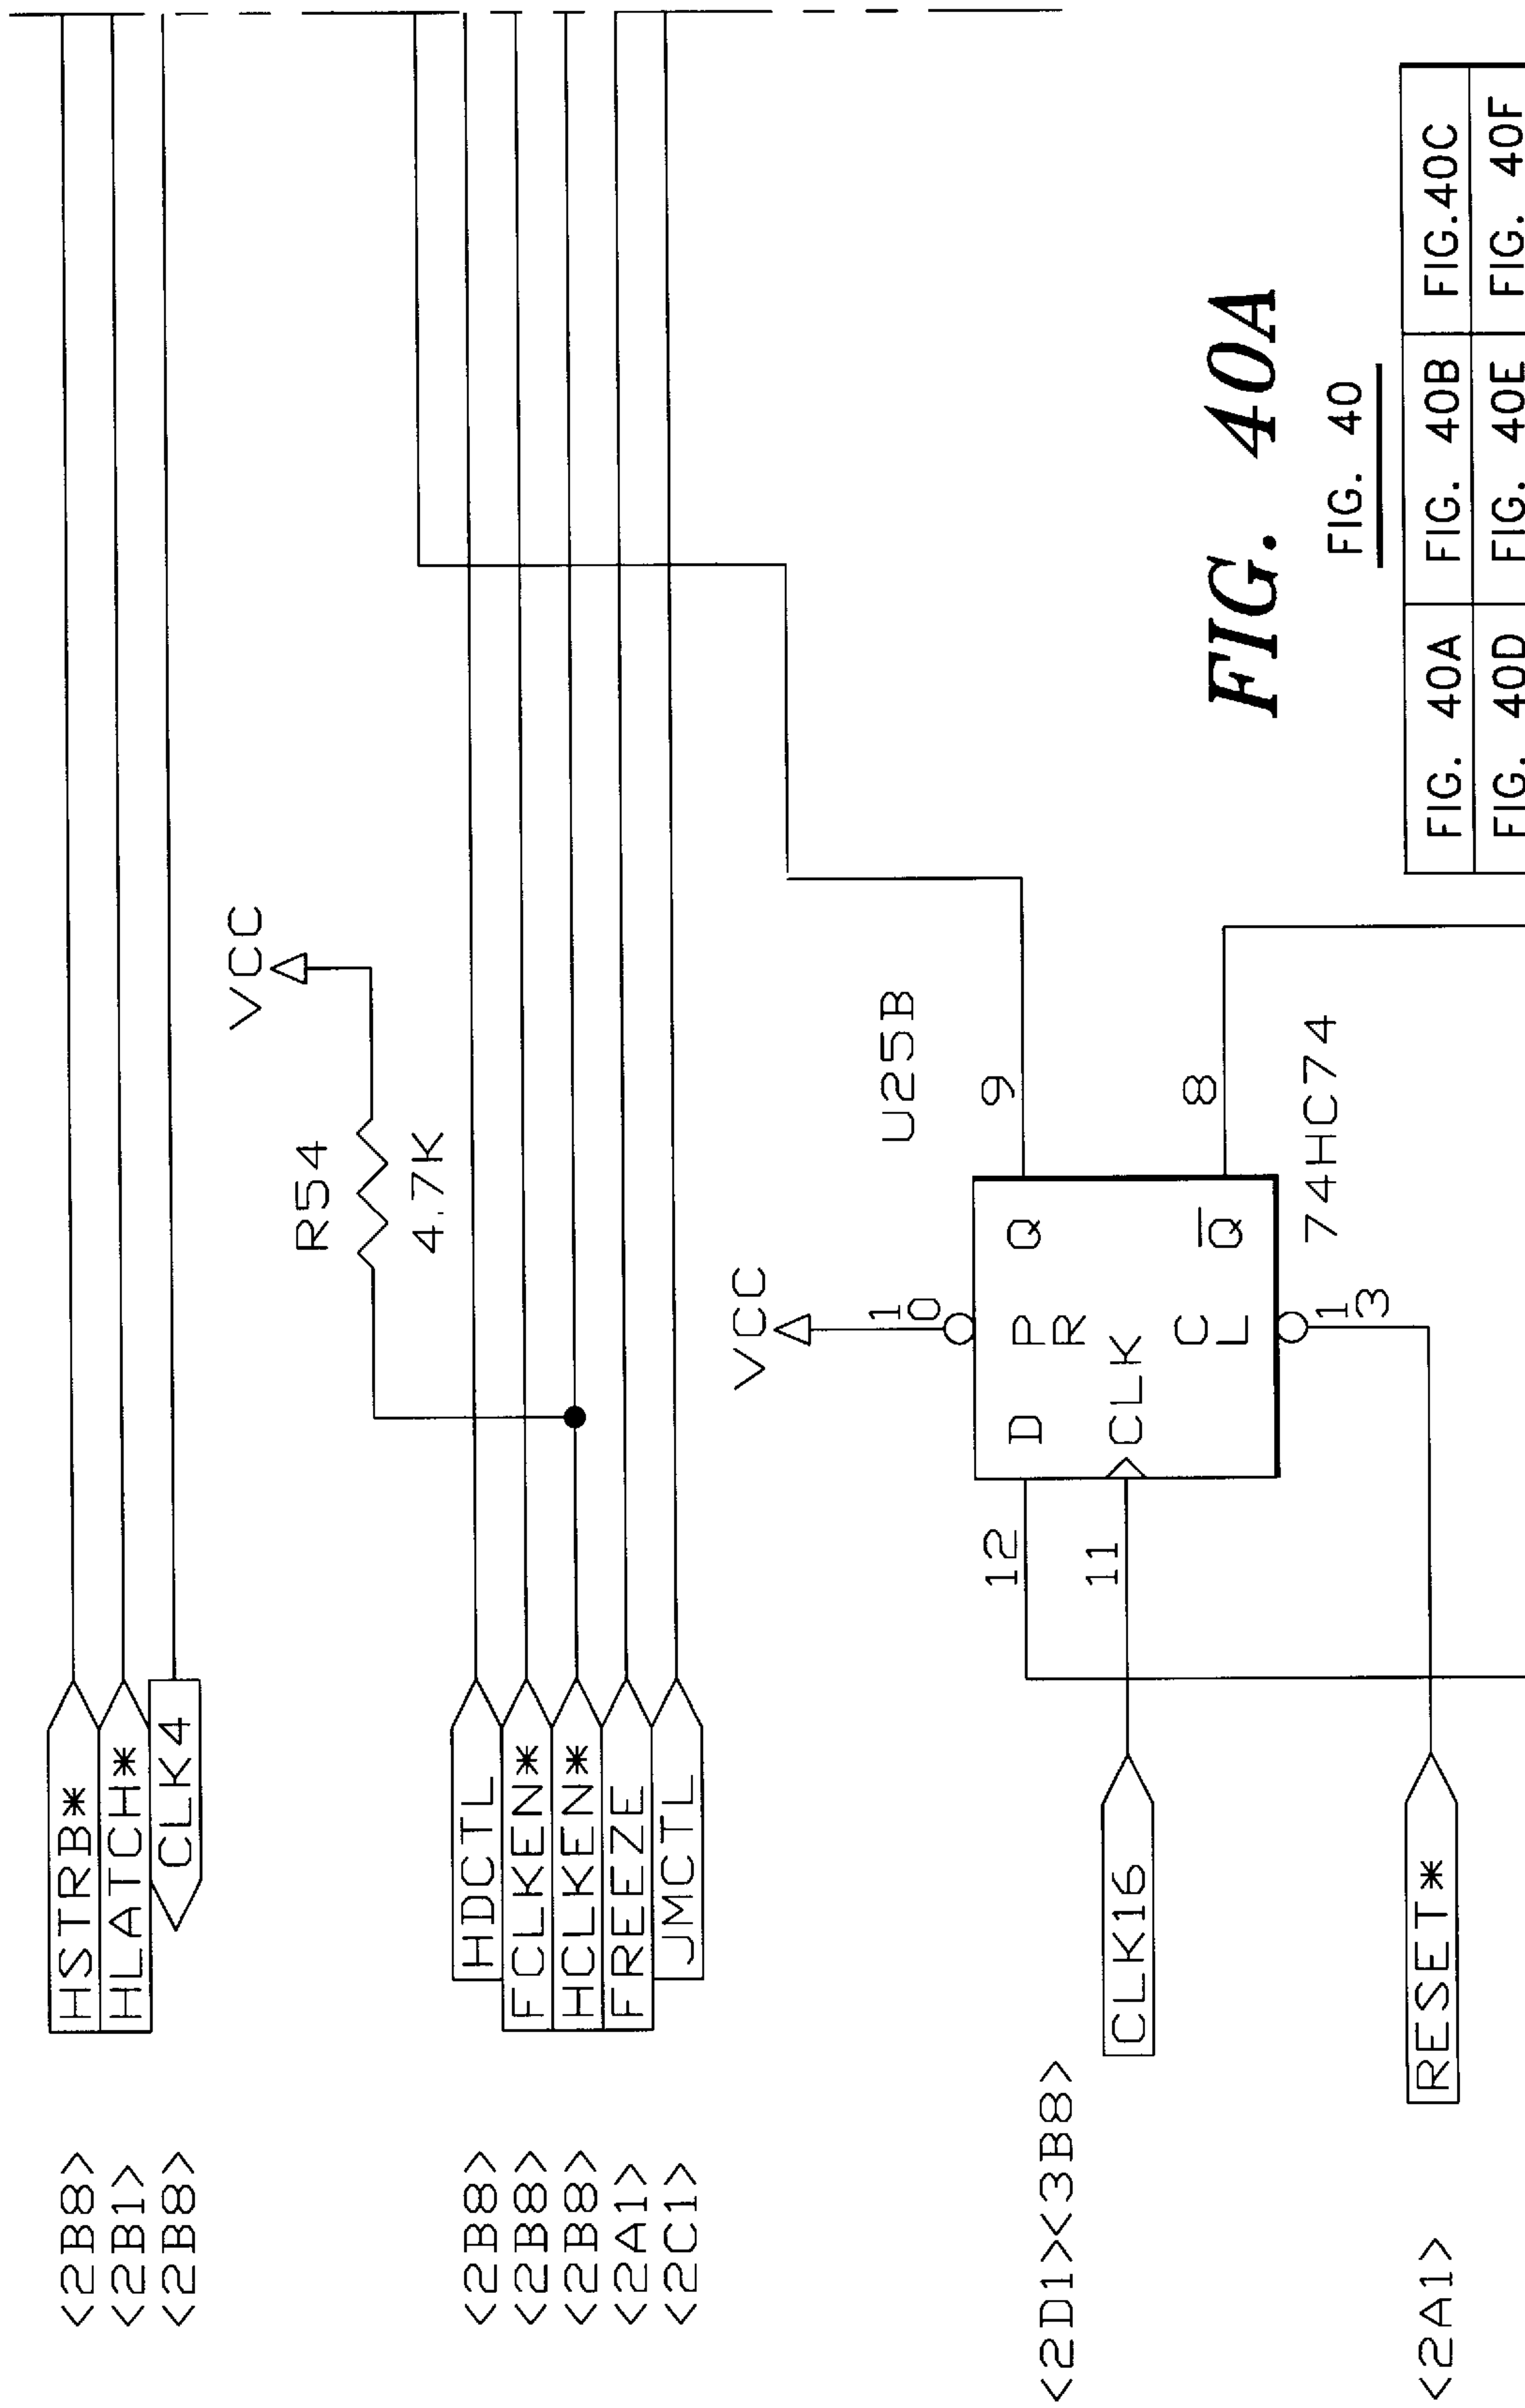 <2B8> HSTRB*
<2B1> HLATCH*
<2B8> CLK4
VCC
R54
4.7K
<2B8> HDCTL
<2B8> FCLKEN*
<2B8> HCLKEN*
<2A1> FREEZE
<2C1> JMCTL
VCC
U25B
10
12 D PR Q 9
<2D1><3B8>
CLK16 11 CLK
CL Q̅ 8
13
74HC74
<2A1> RESET*
FIG. 40A
FIG. 40
FIG. 40A FIG. 40B FIG.40C
FIG. 40D FIG. 40E FIG. 40F